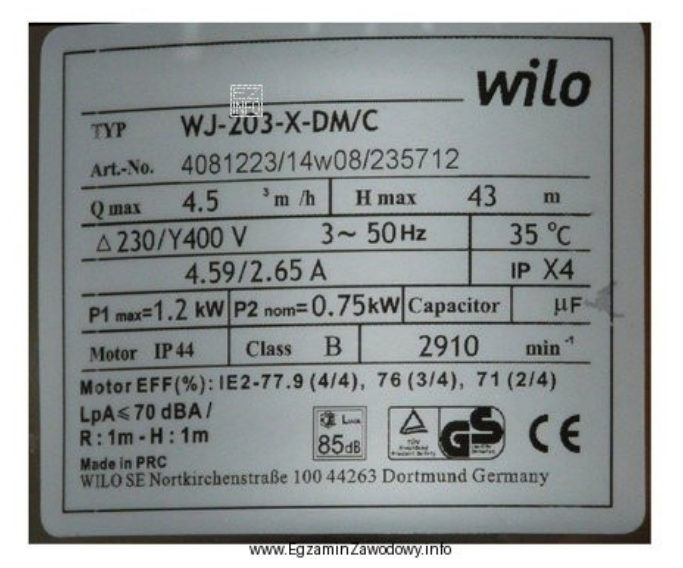 wilo
TYP WJ-203-X-DM/C
Art.-No. 4081223/14w08/235712
Q max 4.5 ³m /h H max 43 m
△ 230/Y400 V 3~ 50 Hz 35 °C
4.59/2.65 A IP X4
P1 max=1.2 kW P2 nom=0.75kW Capacitor µF
Motor IP 44 Class B 2910 min⁻¹
Motor EFF(%): IE2-77.9 (4/4), 76 (3/4), 71 (2/4)
LpA≤70 dBA /
R : 1m - H : 1m
LWA
85dB
TÜV
GS
CE
Made in PRC
WILO SE Nortkirchenstraße 100 44263 Dortmund Germany
www.EgzaminZawodowy.info